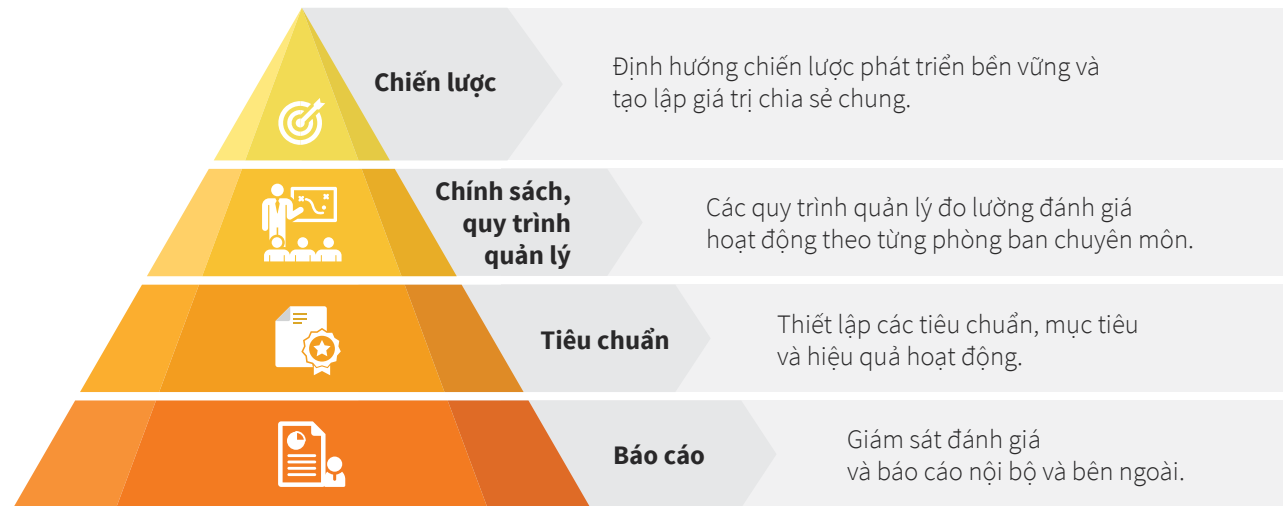 Chiến lược
Định hướng chiến lược phát triển bền vững và
tạo lập giá trị chia sẻ chung.
Chính sách,
quy trình
quản lý
Các quy trình quản lý đo lường đánh giá
hoạt động theo từng phòng ban chuyên môn.
Tiêu chuẩn
Thiết lập các tiêu chuẩn, mục tiêu
và hiệu quả hoạt động.
Báo cáo
Giám sát đánh giá
và báo cáo nội bộ và bên ngoài.